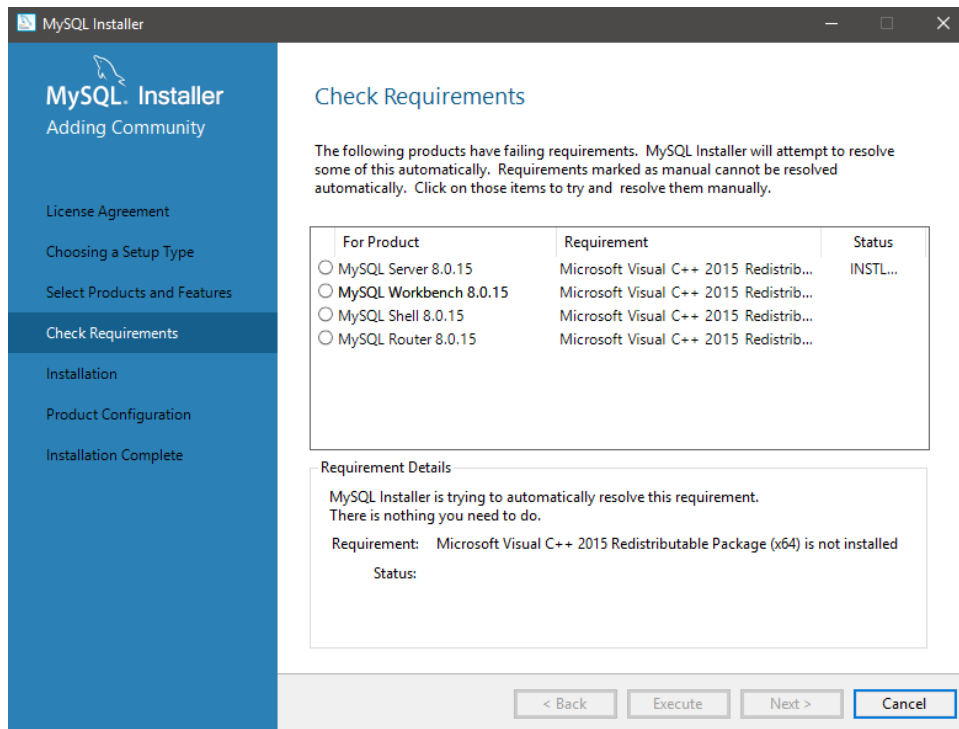 MySQL Installer
MySQL. Installer
Adding Community
License Agreement
Choosing a Setup Type
Select Products and Features
Check Requirements
Installation
Product Configuration
Installation Complete
Check Requirements
The following products have failing requirements. MySQL Installer will attempt to resolve
some of this automatically. Requirements marked as manual cannot be resolved
automatically. Click on those items to try and resolve them manually.
For Product Requirement Status
MySQL Server 8.0.15 Microsoft Visual C++ 2015 Redistrib... INSTL...
MySQL Workbench 8.0.15 Microsoft Visual C++ 2015 Redistrib...
MySQL Shell 8.0.15 Microsoft Visual C++ 2015 Redistrib...
MySQL Router 8.0.15 Microsoft Visual C++ 2015 Redistrib...
Requirement Details
MySQL Installer is trying to automatically resolve this requirement.
There is nothing you need to do.
Requirement: Microsoft Visual C++ 2015 Redistributable Package (x64) is not installed
Status:
< Back Execute Next > Cancel